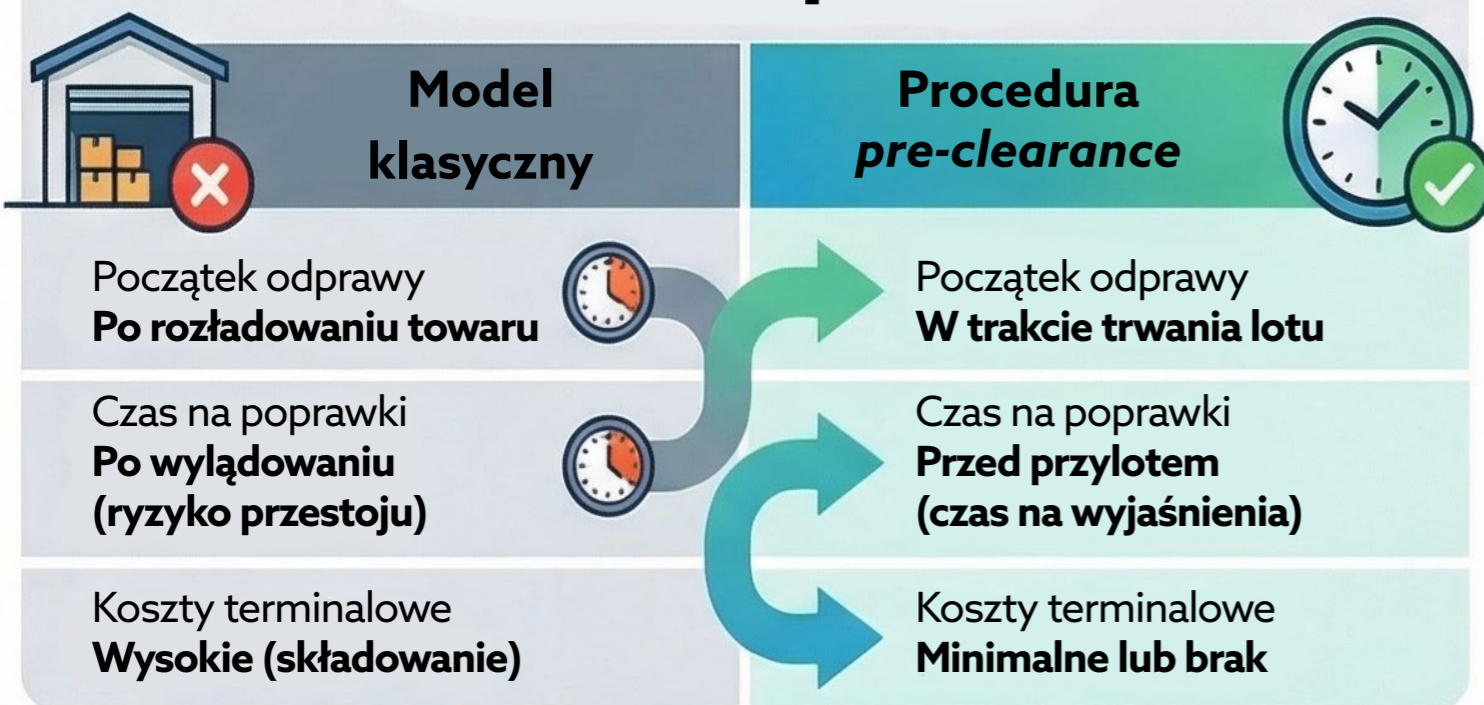 Model
klasyczny
Procedura
pre-clearance
Początek odprawy
Po rozładowaniu towaru
Początek odprawy
W trakcie trwania lotu
Czas na poprawki
Po wylądowaniu
(ryzyko przestoju)
Czas na poprawki
Przed przylotem
(czas na wyjaśnienia)
Koszty terminalowe
Wysokie (składowanie)
Koszty terminalowe
Minimalne lub brak